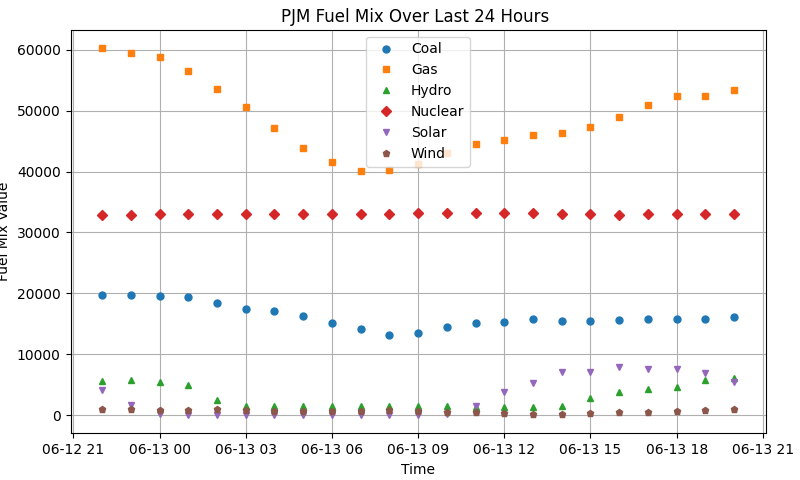 PJM Fuel Mix Over Last 24 Hours
60000
50000
40000
30000
20000
10000
0
Fuel Mix Value
Coal
Gas
Hydro
Nuclear
Solar
Wind
06-12 21 06-13 00 06-13 03 06-13 06 06-13 09 06-13 12 06-13 15 06-13 18 06-13 21
Time